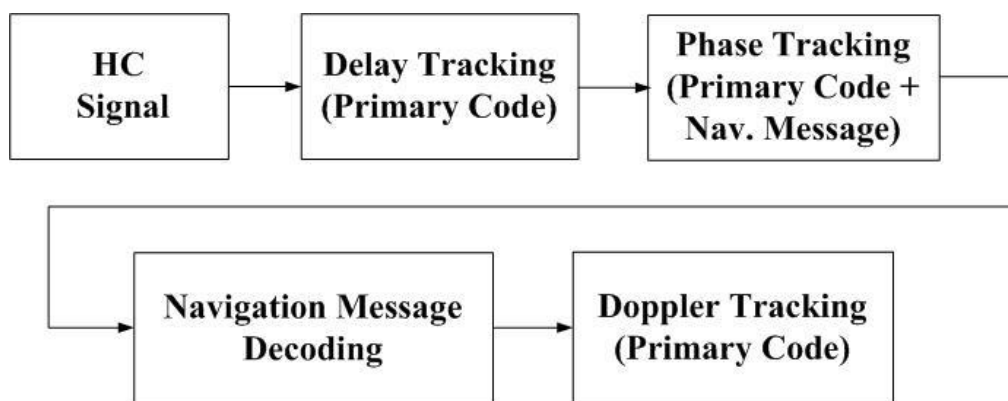 HC
Signal
Delay Tracking
(Primary Code)
Phase Tracking
(Primary Code +
Nav. Message)
Navigation Message
Decoding
Doppler Tracking
(Primary Code)